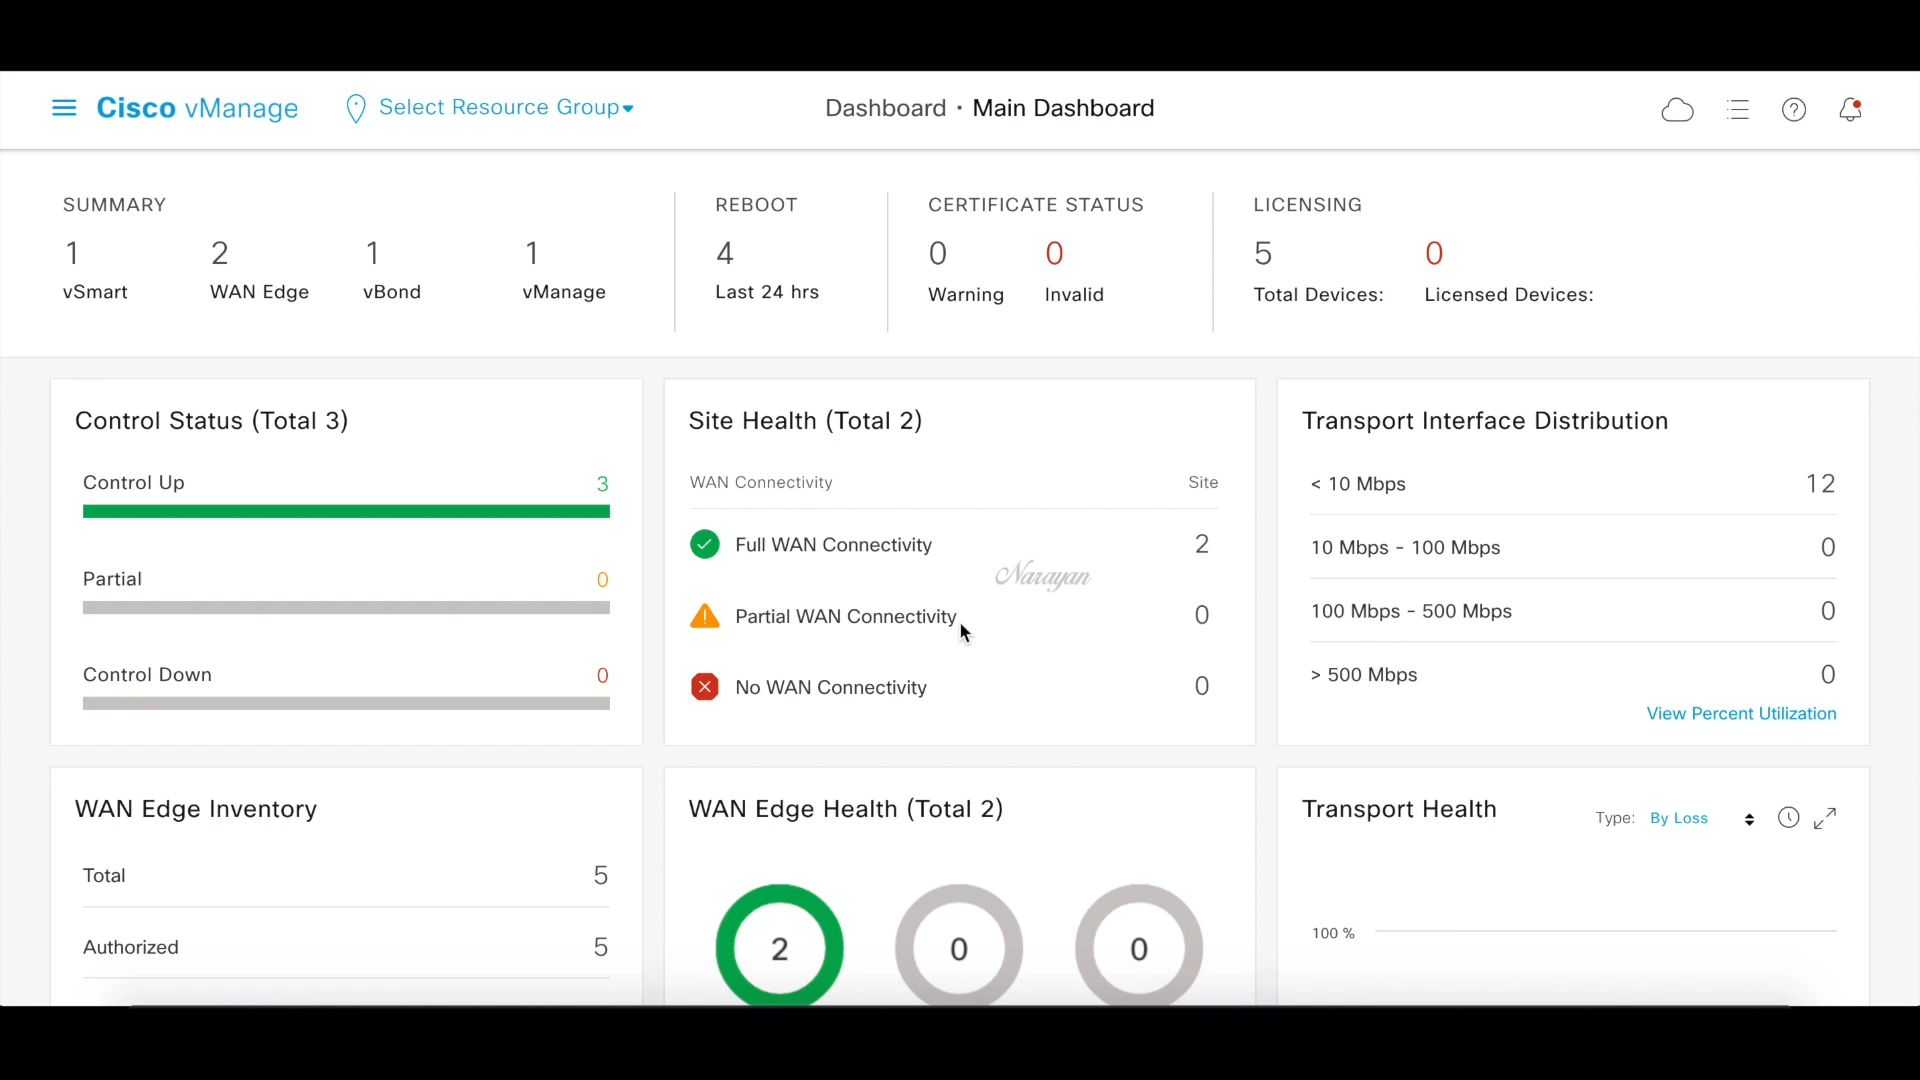 Cisco vManage
Select Resource Group
Dashboard · Main Dashboard
SUMMARY
1
vSmart
2
WAN Edge
1
vBond
1
vManage
REBOOT
4
Last 24 hrs
CERTIFICATE STATUS
0
Warning
0
Invalid
LICENSING
5
Total Devices:
0
Licensed Devices:
Control Status (Total 3)
Control Up 3
Partial 0
Control Down 0
Site Health (Total 2)
WAN Connectivity Site
Full WAN Connectivity 2
Narayan
Partial WAN Connectivity 0
No WAN Connectivity 0
Transport Interface Distribution
< 10 Mbps 12
10 Mbps - 100 Mbps 0
100 Mbps - 500 Mbps 0
> 500 Mbps 0
View Percent Utilization
WAN Edge Inventory
Total 5
Authorized 5
WAN Edge Health (Total 2)
2 0 0
Transport Health
Type: By Loss
100 %